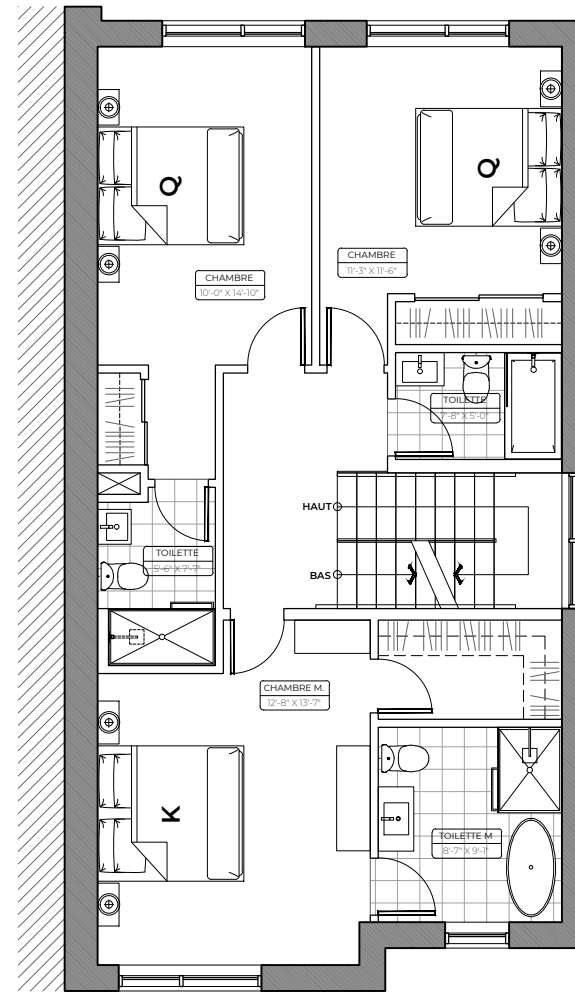 Q
Q
CHAMBRE
11'-3" X 11'-6"
CHAMBRE
10'-0" X 14'-10"
TOILETTE
7'-8" X 5'-0"
HAUT
BAS
TOILETTE
5'-6" X 7'-7"
CHAMBRE M.
12'-8" X 13'-7"
K
TOILETTE M
8'-7" X 9'-1"